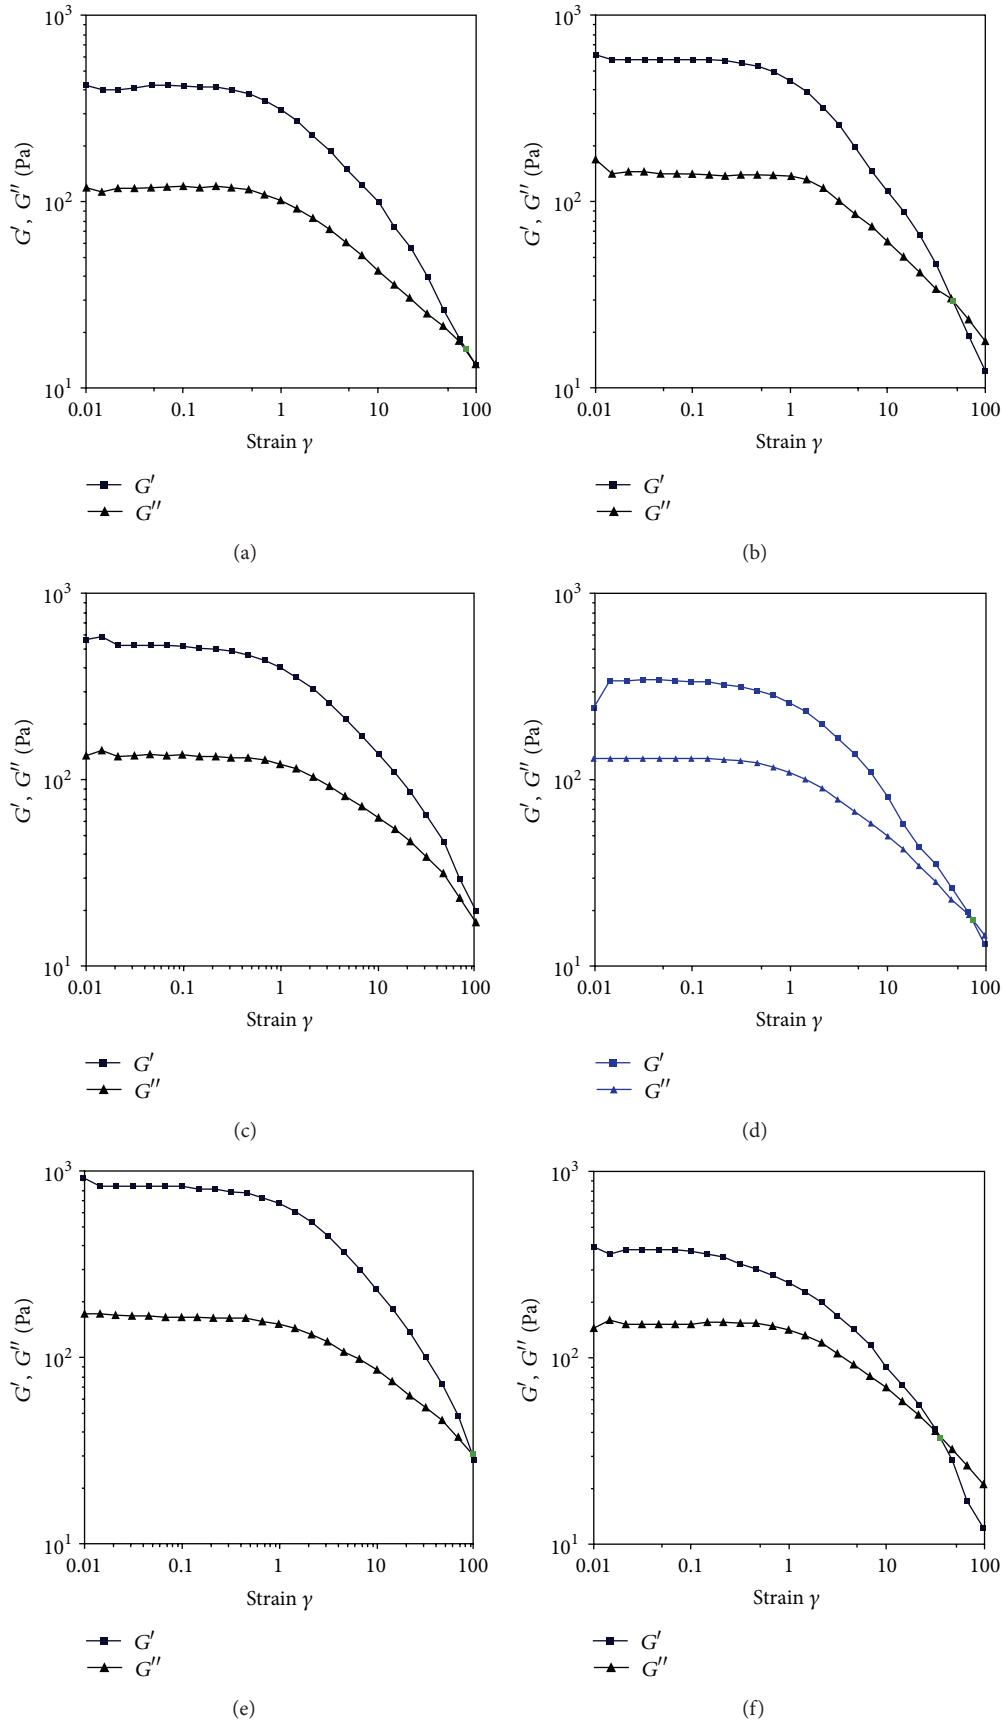 10³
10²
10¹
G′, G″ (Pa)
0.01 0.1 1 10 100
Strain γ
G′
G″
(a)
10³
10²
10¹
G′, G″ (Pa)
0.01 0.1 1 10 100
Strain γ
G′
G″
(b)
10³
10²
10¹
G′, G″ (Pa)
0.01 0.1 1 10 100
Strain γ
G′
G″
(c)
10³
10²
10¹
G′, G″ (Pa)
0.01 0.1 1 10 100
Strain γ
G′
G″
(d)
10³
10²
10¹
G′, G″ (Pa)
0.01 0.1 1 10 100
Strain γ
G′
G″
(e)
10³
10²
10¹
G′, G″ (Pa)
0.01 0.1 1 10 100
Strain γ
G′
G″
(f)